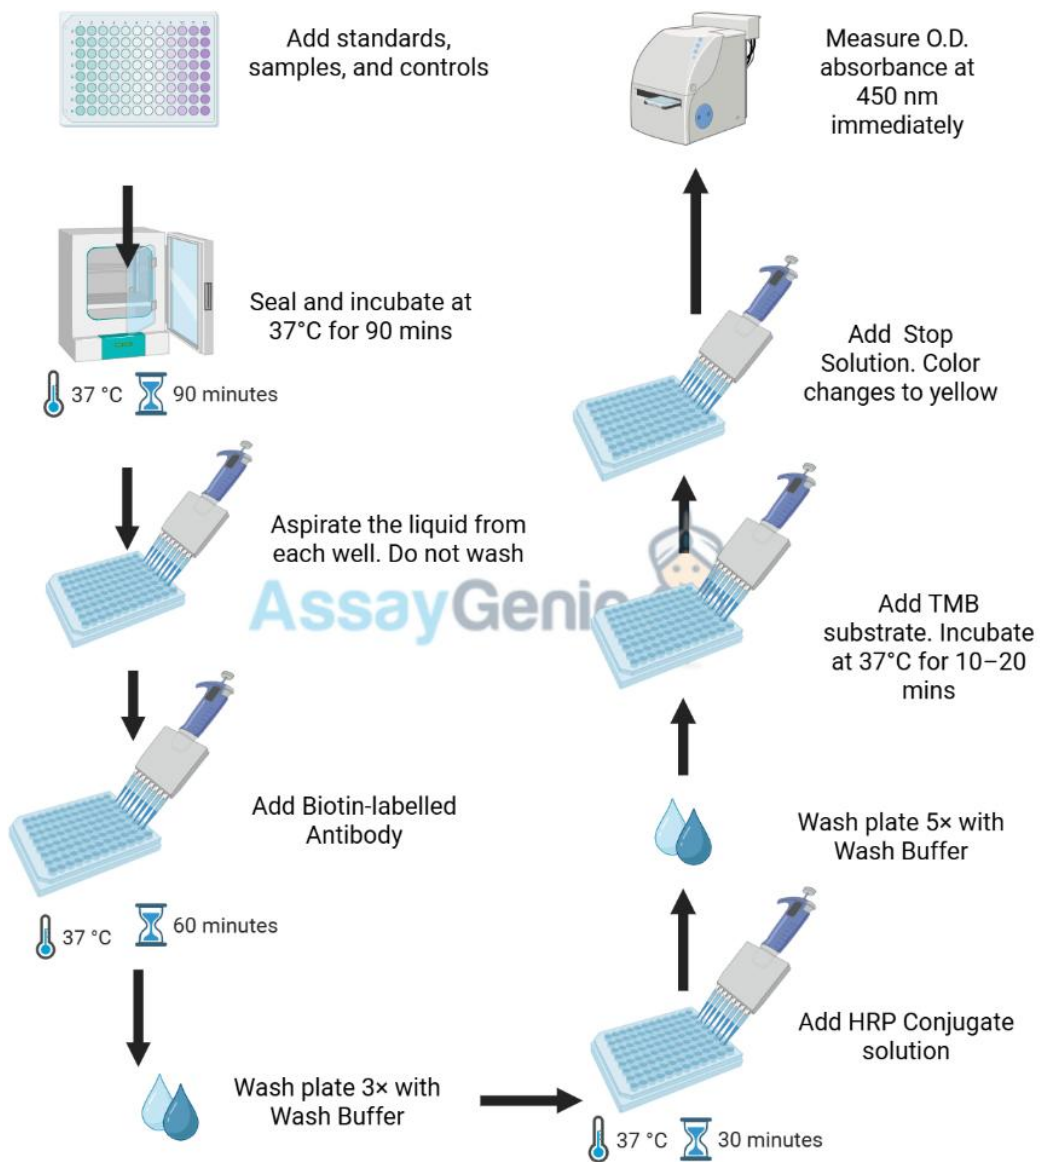 Add standards,
samples, and controls
Seal and incubate at
37°C for 90 mins
37 °C
90 minutes
Aspirate the liquid from
each well. Do not wash
AssayGenie
Add Biotin-labelled
Antibody
37 °C
60 minutes
Wash plate 3× with
Wash Buffer
Add HRP Conjugate
solution
37 °C
30 minutes
Wash plate 5× with
Wash Buffer
Add TMB
substrate. Incubate
at 37°C for 10–20
mins
Add Stop
Solution. Color
changes to yellow
Measure O.D.
absorbance at
450 nm
immediately